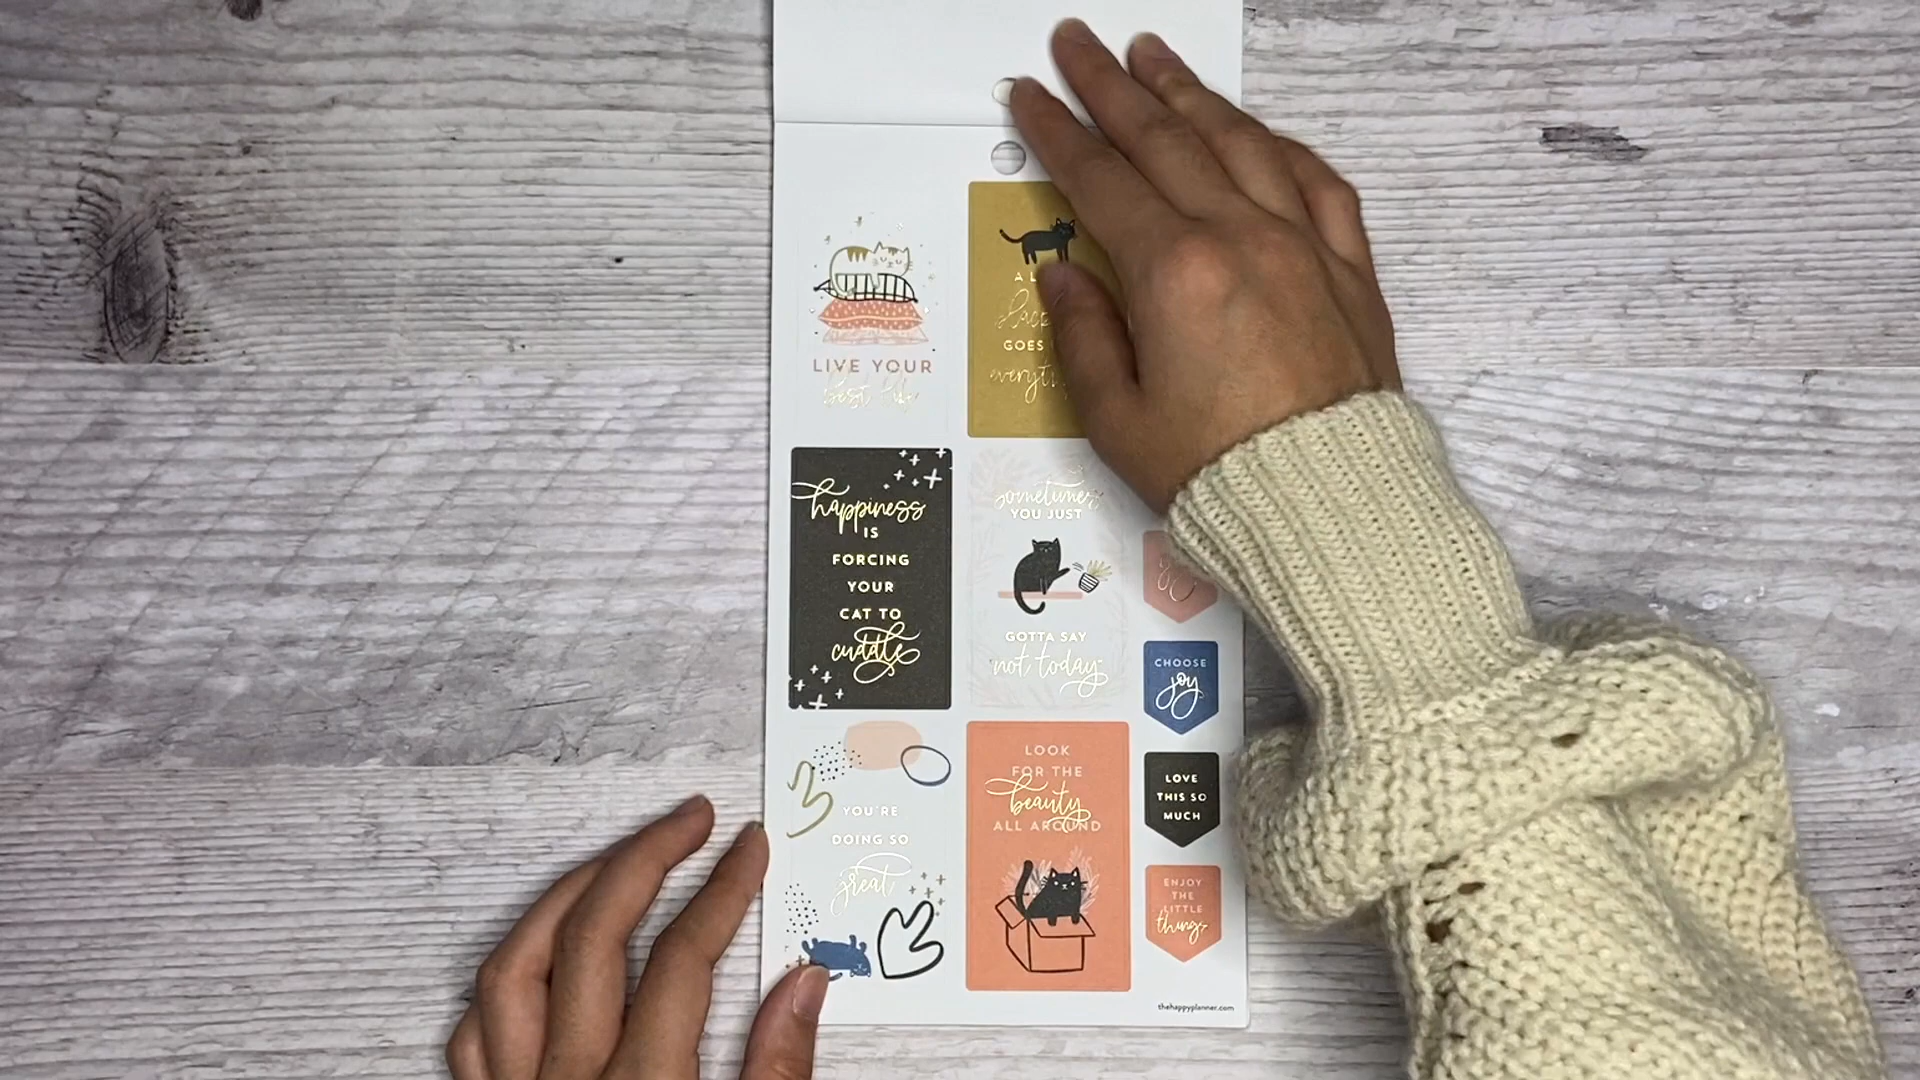 LIVE YOUR
best life
A
GOES
happiness
IS
FORCING
YOUR
CAT TO
cuddle
sometimes
YOU JUST
GOTTA SAY
not today
YOU'RE
DOING SO
great
LOOK
FOR THE
beauty
ALL AROUND
CHOOSE
joy
LOVE
THIS SO
MUCH
ENJOY
THE
LITTLE
things
thehappyplanner.com